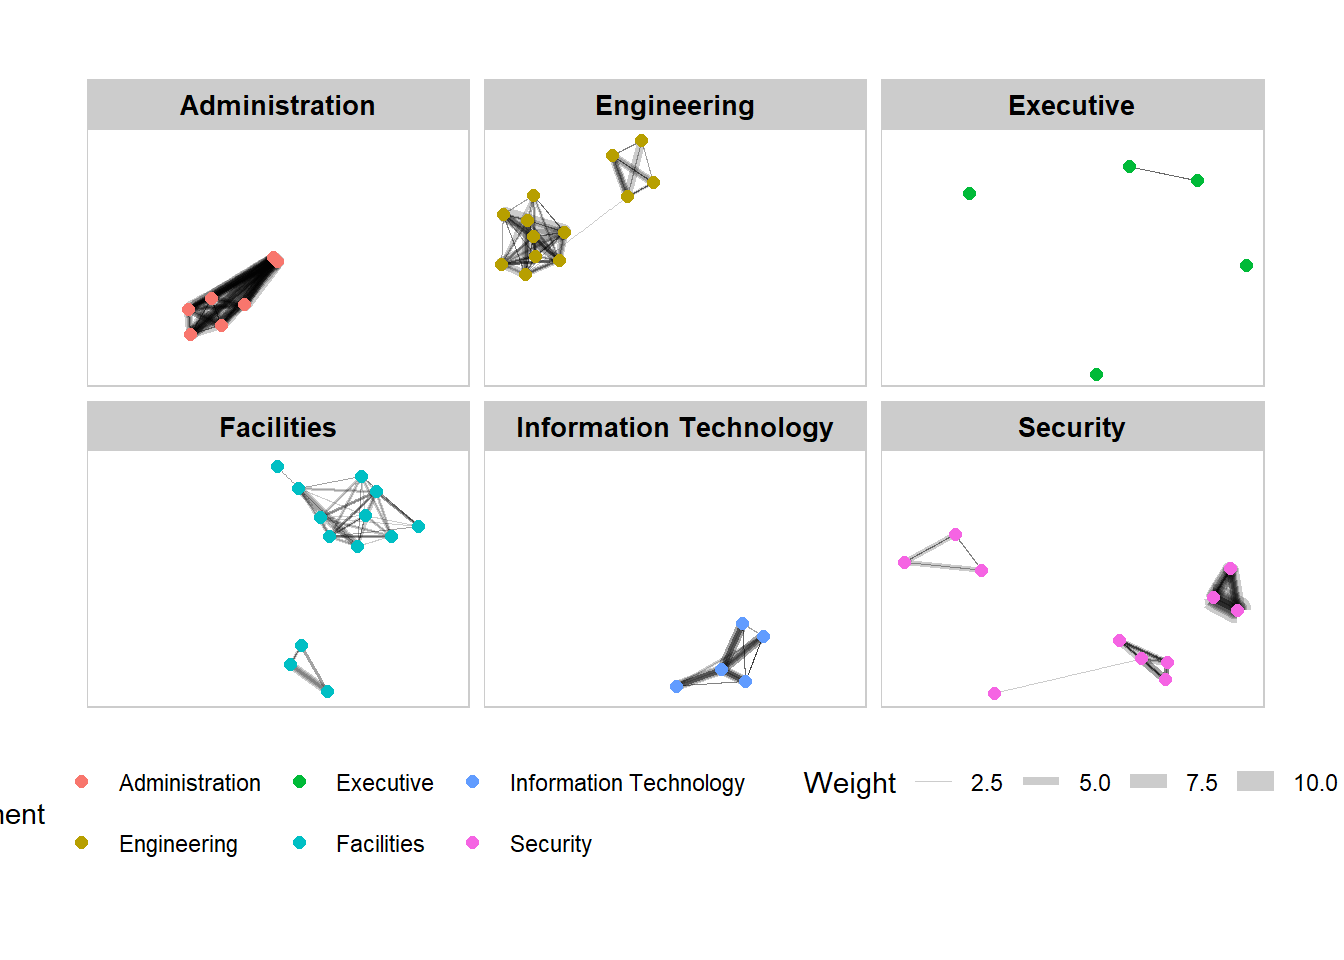 Administration Engineering Executive
Facilities Information Technology Security
Administration Executive Information Technology Weight 2.5 5.0 7.5 10.0
Engineering Facilities Security